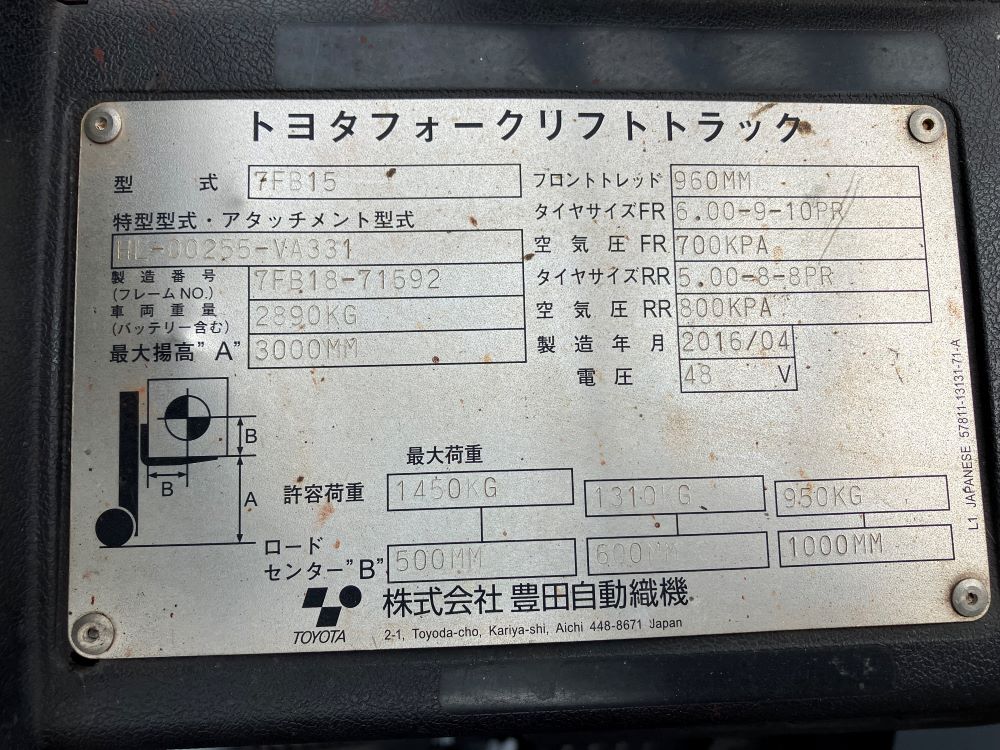 トヨタフォークリフトトラック
型 式 7FB15
特型型式・アタッチメント型式
HL-00255-VA331
製造番号 (フレームNO.) 7FB18-71592
車両重量 (バッテリー含む) 2890KG
最大揚高"A" 3000MM
フロントトレッド 960MM
タイヤサイズFR 6.00-9-10PR
空気圧FR 700KPA
タイヤサイズRR 5.00-8-8PR
空気圧RR 800KPA
製造年月 2016/04
電圧 48 V
B
B
A
最大荷重
許容荷重 1450KG 1310KG 950KG
ロード
センター"B" 500MM 600MM 1000MM
TOYOTA
株式会社 豊田自動織機
2-1, Toyoda-cho, Kariya-shi, Aichi 448-8671 Japan
L1 JAPANESE 57811-13131-71-A